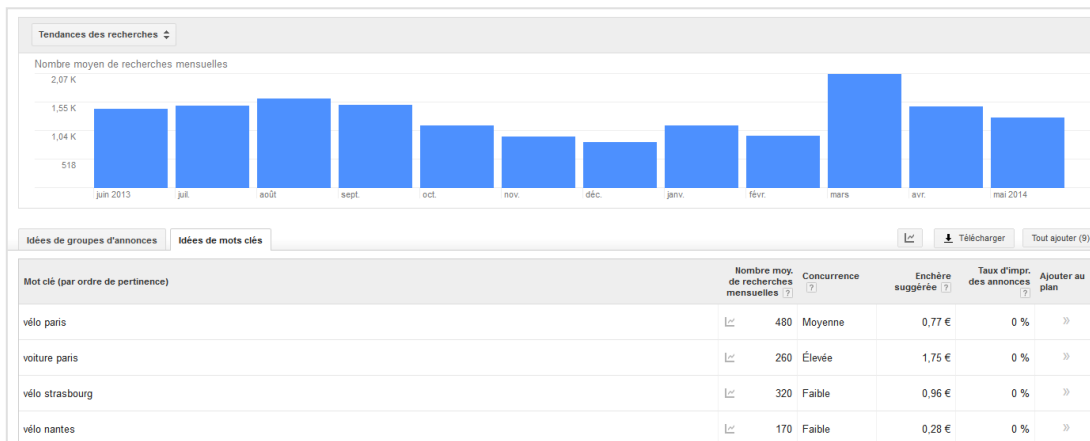 Tendances des recherches
Nombre moyen de recherches mensuelles
2,07 K
1,55 K
1,04 K
518
juin 2013 juil. août sept. oct. nov. déc. janv. févr. mars avr. mai 2014
Idées de groupes d'annonces Idées de mots clés Télécharger Tout ajouter (9)
Mot clé (par ordre de pertinence) Nombre moy. de recherches mensuelles ? Concurrence ? Enchère suggérée ? Taux d'impr. des annonces ? Ajouter au plan
vélo paris 480 Moyenne 0,77 € 0 % »
voiture paris 260 Élevée 1,75 € 0 % »
vélo strasbourg 320 Faible 0,96 € 0 % »
vélo nantes 170 Faible 0,28 € 0 % »